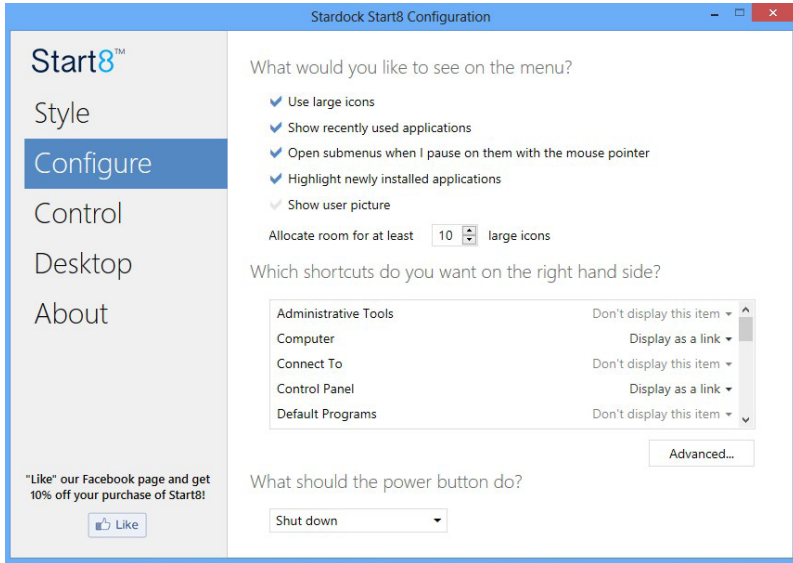 Stardock Start8 Configuration
Start8™
Style
Configure
Control
Desktop
About
"Like" our Facebook page and get
10% off your purchase of Start8!
Like
What would you like to see on the menu?
Use large icons
Show recently used applications
Open submenus when I pause on them with the mouse pointer
Highlight newly installed applications
Show user picture
Allocate room for at least 10 large icons
Which shortcuts do you want on the right hand side?
Administrative Tools Don't display this item
Computer Display as a link
Connect To Don't display this item
Control Panel Display as a link
Default Programs Don't display this item
Advanced...
What should the power button do?
Shut down